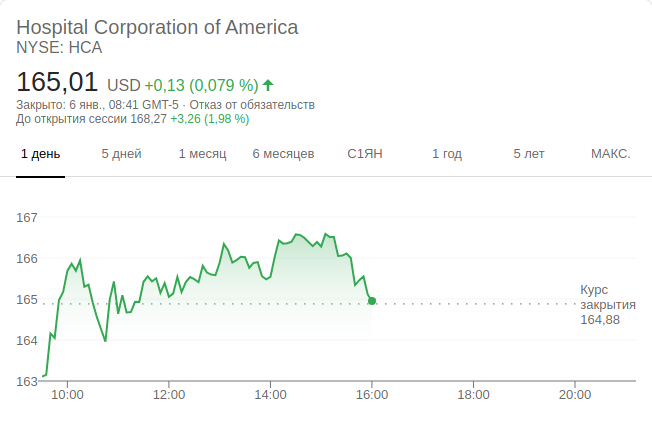 Hospital Corporation of America
NYSE: HCA
165,01 USD +0,13 (0,079 %)
Закрыто: 6 янв., 08:41 GMT-5 · Отказ от обязательств
До открытия сессии 168,27 +3,26 (1,98 %)
1 день 5 дней 1 месяц 6 месяцев С1ЯН 1 год 5 лет МАКС.
167
166
165
164
163
Курс
закрытия
164,88
10:00 12:00 14:00 16:00 18:00 20:00